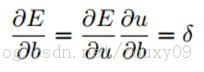 ∂E/∂b = ∂E/∂u ∂u/∂b = δ